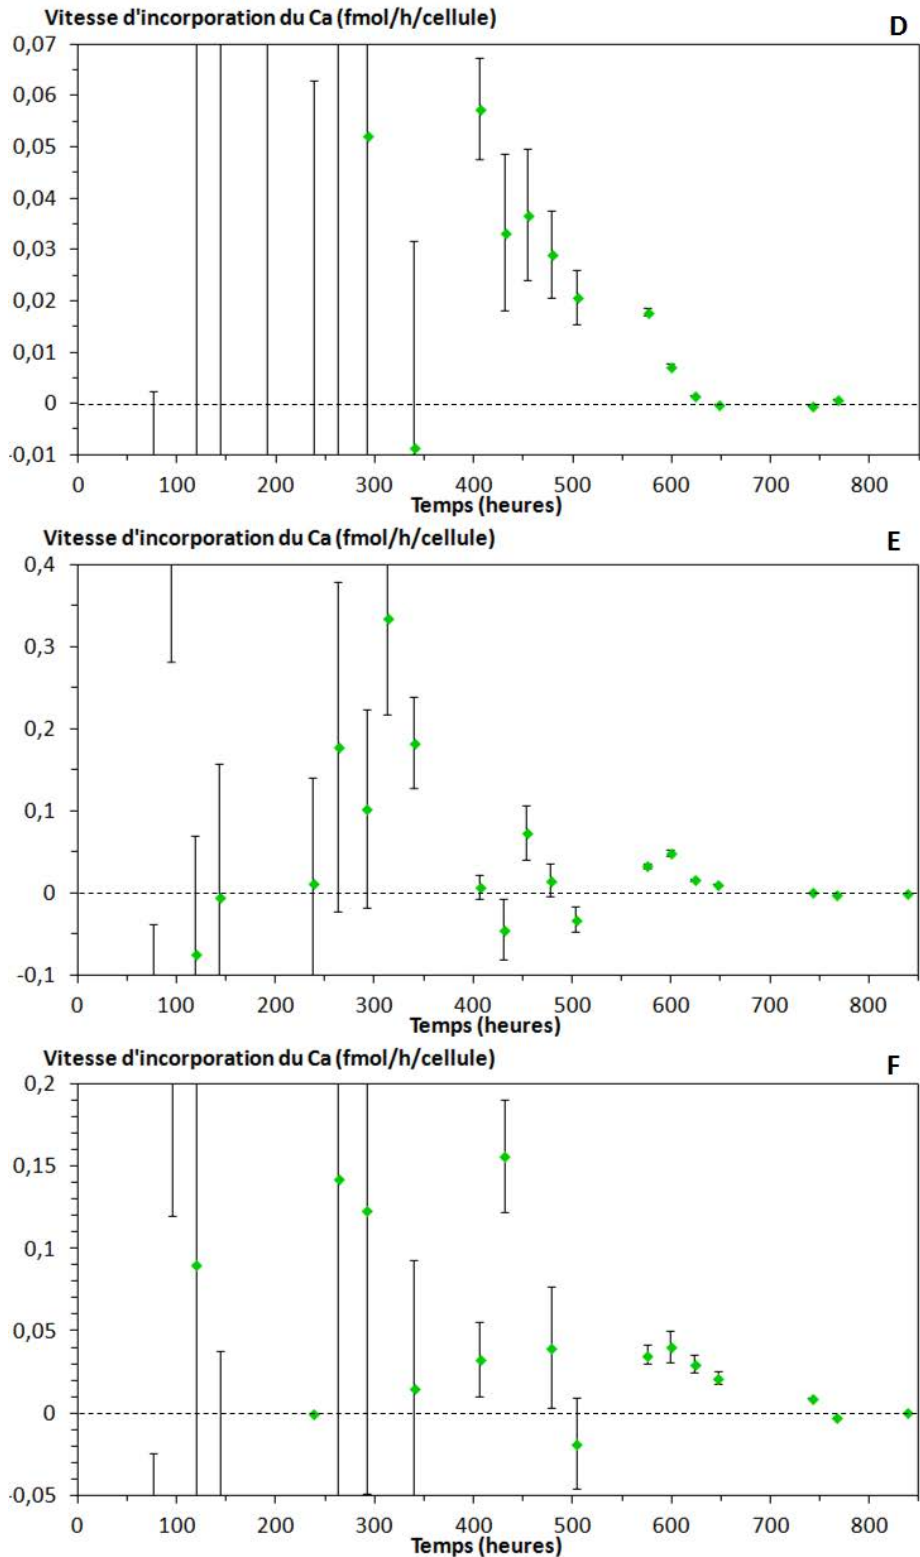 Vitesse d'incorporation du Ca (fmol/h/cellule)
D
0,07
0,06
0,05
0,04
0,03
0,02
0,01
0
-0,01
0 100 200 300 400 500 600 700 800
Temps (heures)
Vitesse d'incorporation du Ca (fmol/h/cellule)
E
0,4
0,3
0,2
0,1
0
-0,1
0 100 200 300 400 500 600 700 800
Temps (heures)
Vitesse d'incorporation du Ca (fmol/h/cellule)
F
0,2
0,15
0,1
0,05
0
-0,05
0 100 200 300 400 500 600 700 800
Temps (heures)